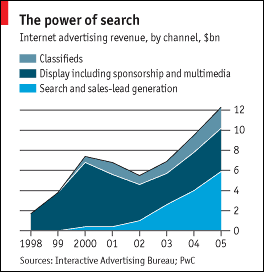 The power of search
Internet advertising revenue, by channel, $bn
Classifieds
Display including sponsorship and multimedia
Search and sales-lead generation
12
10
8
6
4
2
0
1998 99 2000 01 02 03 04 05
Sources: Interactive Advertising Bureau; PwC